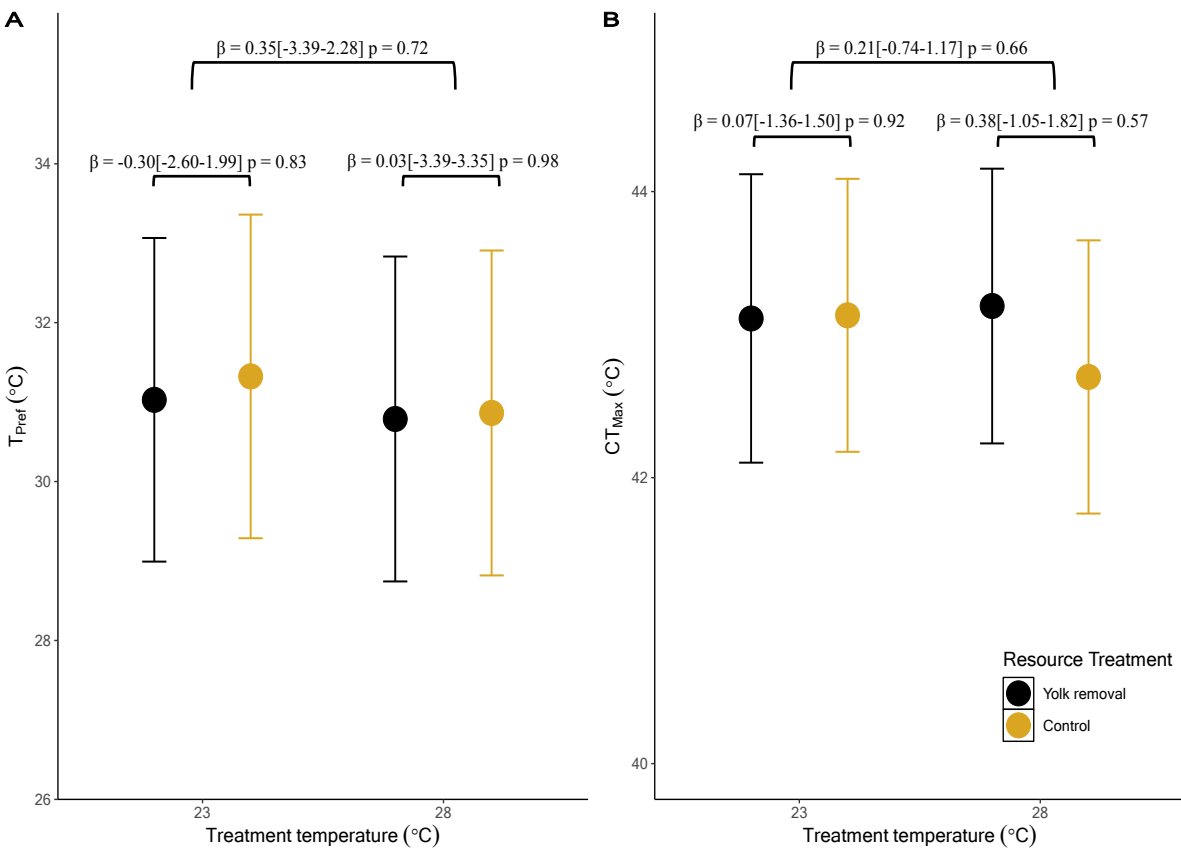 A
β = 0.35[-3.39-2.28] p = 0.72
β = -0.30[-2.60-1.99] p = 0.83
β = 0.03[-3.39-3.35] p = 0.98
34
32
30
28
26
TPref (°C)
23
28
Treatment temperature (°C)
B
β = 0.21[-0.74-1.17] p = 0.66
β = 0.07[-1.36-1.50] p = 0.92
β = 0.38[-1.05-1.82] p = 0.57
44
42
40
CTMax (°C)
Resource Treatment
Yolk removal
Control
23
28
Treatment temperature (°C)